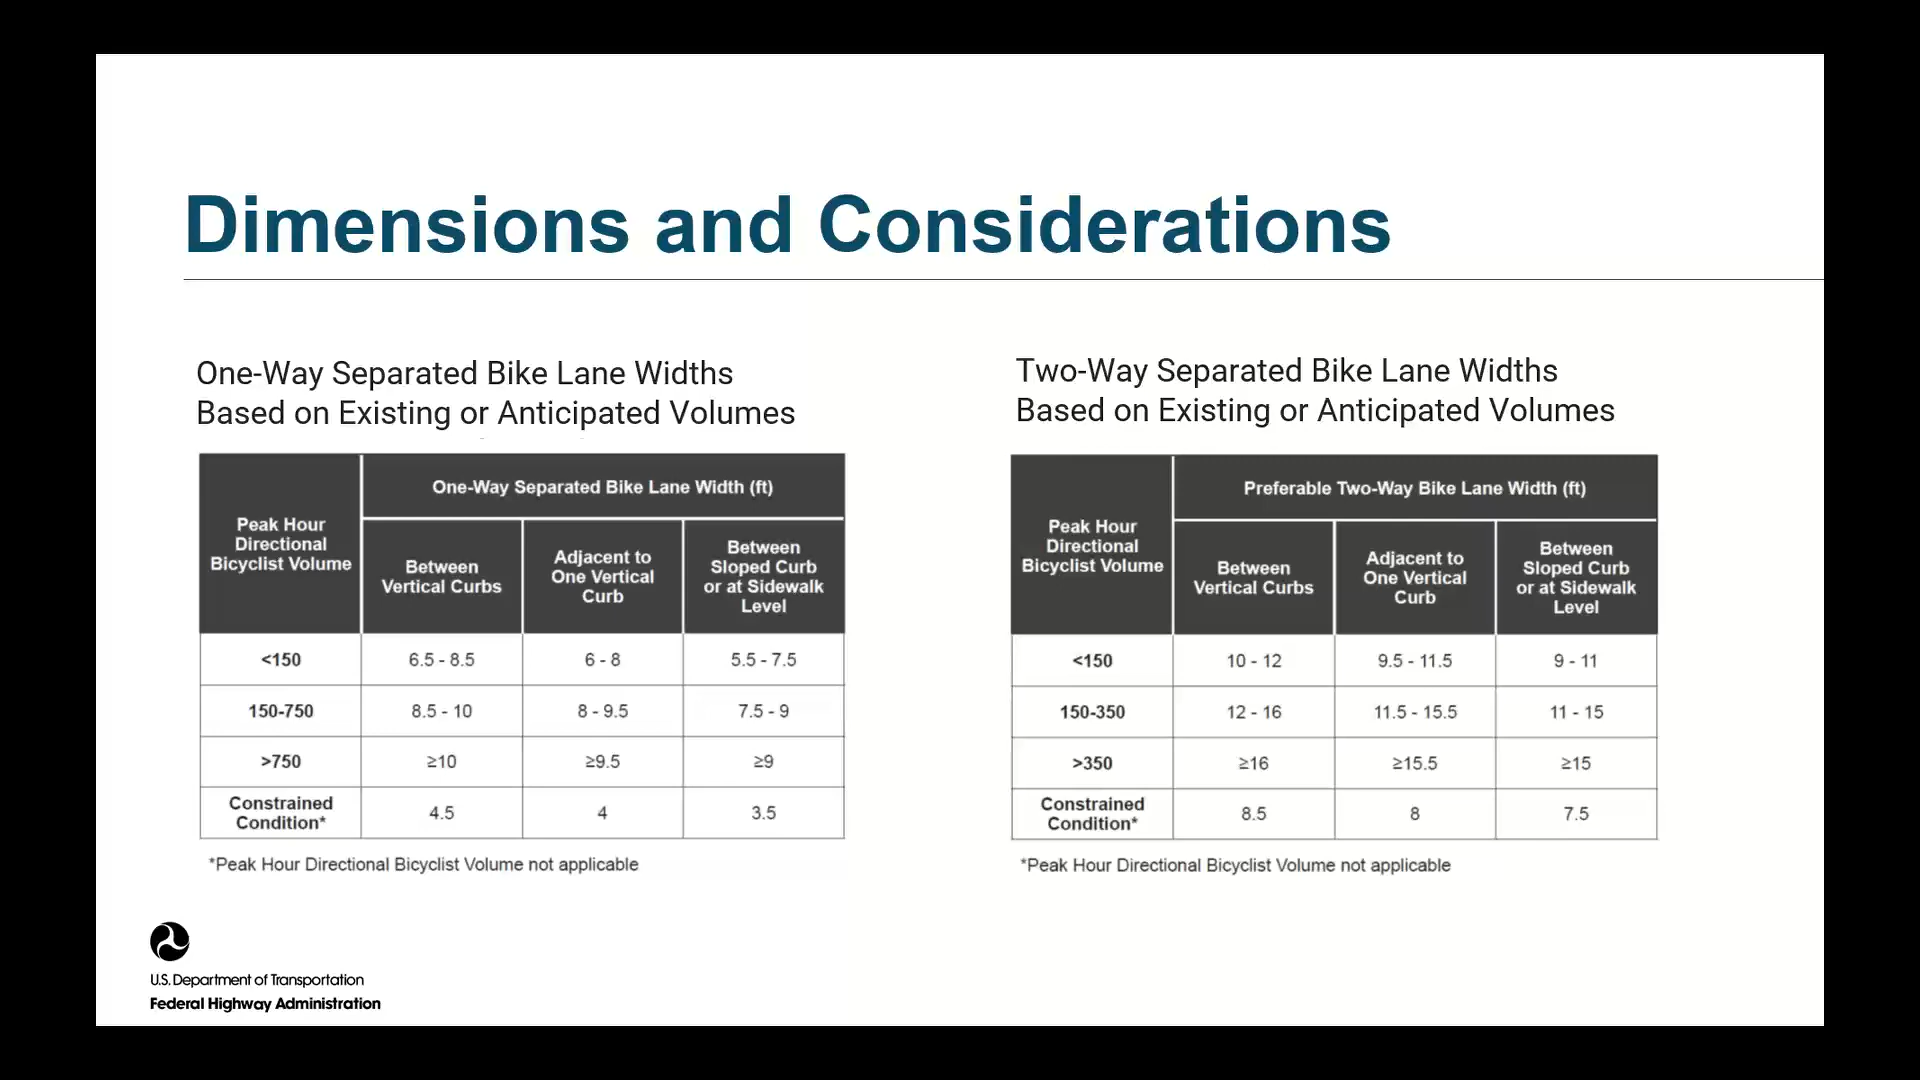 Dimensions and Considerations
One-Way Separated Bike Lane Widths
Based on Existing or Anticipated Volumes
Peak Hour
Directional
Bicyclist Volume
One-Way Separated Bike Lane Width (ft)
Between
Vertical Curbs
Adjacent to
One Vertical
Curb
Between
Sloped Curb
or at Sidewalk
Level
<150 6.5 - 8.5 6 - 8 5.5 - 7.5
150-750 8.5 - 10 8 - 9.5 7.5 - 9
>750 ≥10 ≥9.5 ≥9
Constrained
Condition* 4.5 4 3.5
*Peak Hour Directional Bicyclist Volume not applicable
Two-Way Separated Bike Lane Widths
Based on Existing or Anticipated Volumes
Peak Hour
Directional
Bicyclist Volume
Preferable Two-Way Bike Lane Width (ft)
Between
Vertical Curbs
Adjacent to
One Vertical
Curb
Between
Sloped Curb
or at Sidewalk
Level
<150 10 - 12 9.5 - 11.5 9 - 11
150-350 12 - 16 11.5 - 15.5 11 - 15
>350 ≥16 ≥15.5 ≥15
Constrained
Condition* 8.5 8 7.5
*Peak Hour Directional Bicyclist Volume not applicable
U.S. Department of Transportation
Federal Highway Administration